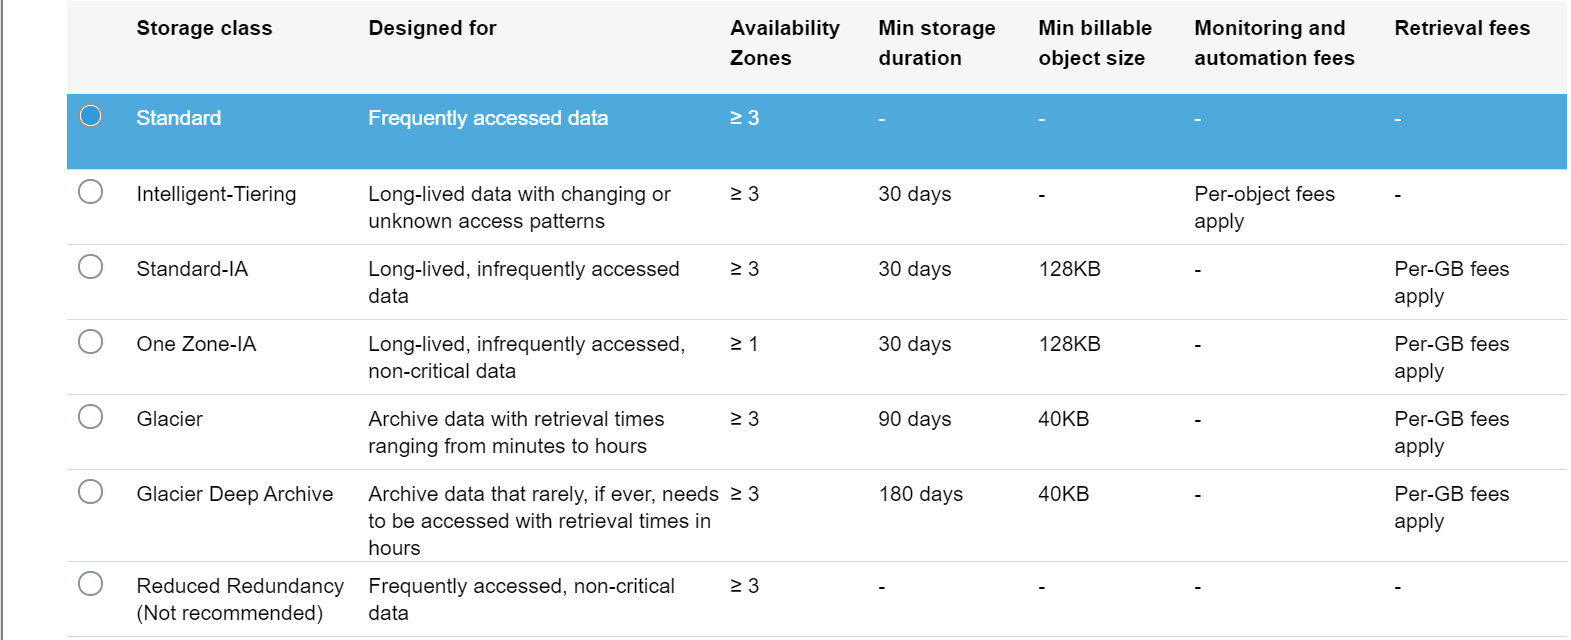 Storage class Designed for Availability Zones Min storage duration Min billable object size Monitoring and automation fees Retrieval fees
Standard Frequently accessed data ≥ 3 - - - -
Intelligent-Tiering Long-lived data with changing or unknown access patterns ≥ 3 30 days - Per-object fees apply -
Standard-IA Long-lived, infrequently accessed data ≥ 3 30 days 128KB - Per-GB fees apply
One Zone-IA Long-lived, infrequently accessed, non-critical data ≥ 1 30 days 128KB - Per-GB fees apply
Glacier Archive data with retrieval times ranging from minutes to hours ≥ 3 90 days 40KB - Per-GB fees apply
Glacier Deep Archive Archive data that rarely, if ever, needs to be accessed with retrieval times in hours ≥ 3 180 days 40KB - Per-GB fees apply
Reduced Redundancy (Not recommended) Frequently accessed, non-critical data ≥ 3 - - - -